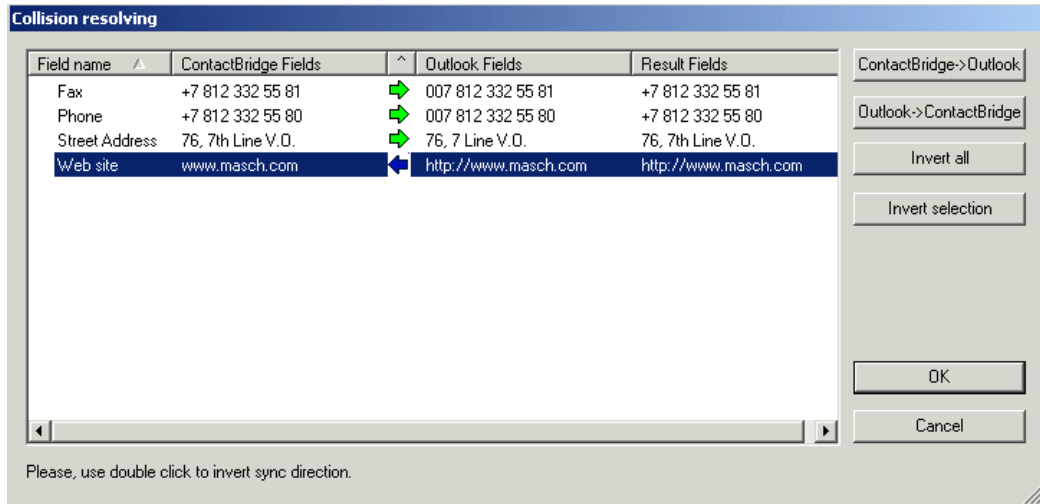 Collision resolving
Field name ContactBridge Fields ^ Outlook Fields Result Fields
Fax +7 812 332 55 81 007 812 332 55 81 +7 812 332 55 81
Phone +7 812 332 55 80 007 812 332 55 80 +7 812 332 55 80
Street Address 76, 7th Line V.O. 76, 7 Line V.O. 76, 7th Line V.O.
Web site www.masch.com http://www.masch.com http://www.masch.com
ContactBridge->Outlook
Outlook->ContactBridge
Invert all
Invert selection
OK
Cancel
Please, use double click to invert sync direction.